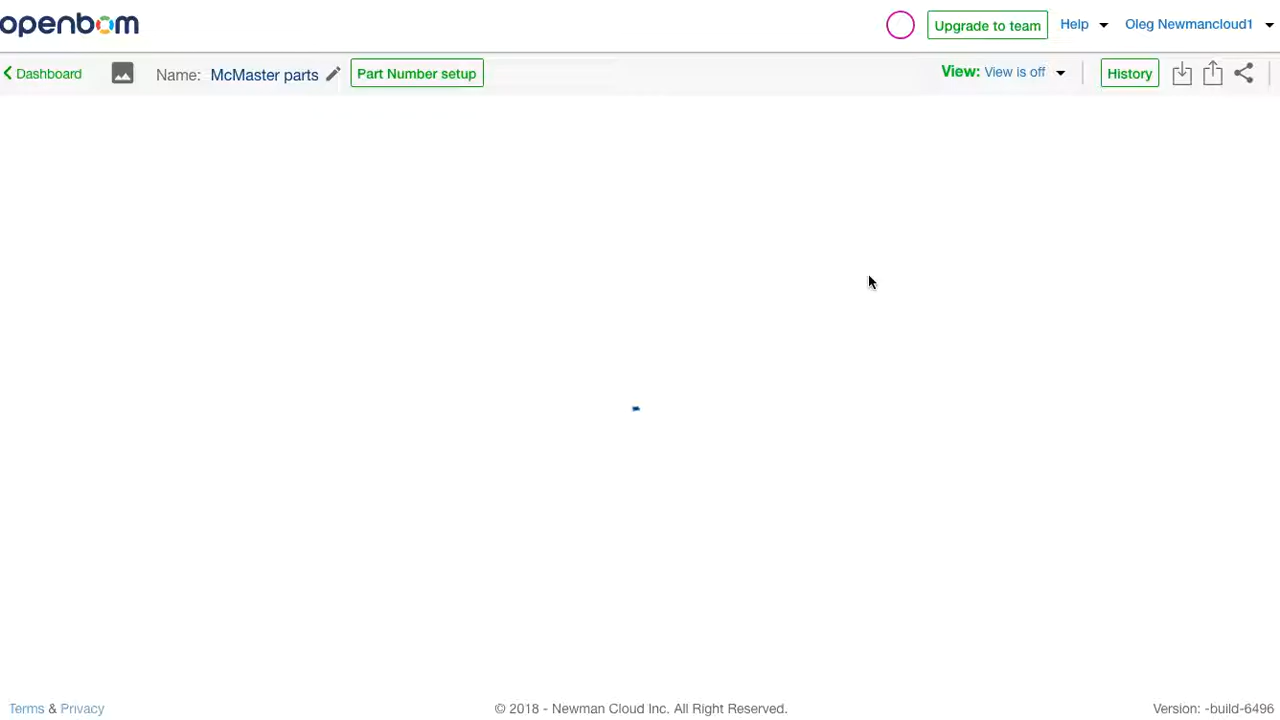 openbom
Upgrade to team
Help
Oleg Newmancloud1
Dashboard
Name: McMaster parts
Part Number setup
View: View is off
History
Terms & Privacy
© 2018 - Newman Cloud Inc. All Right Reserved.
Version: -build-6496